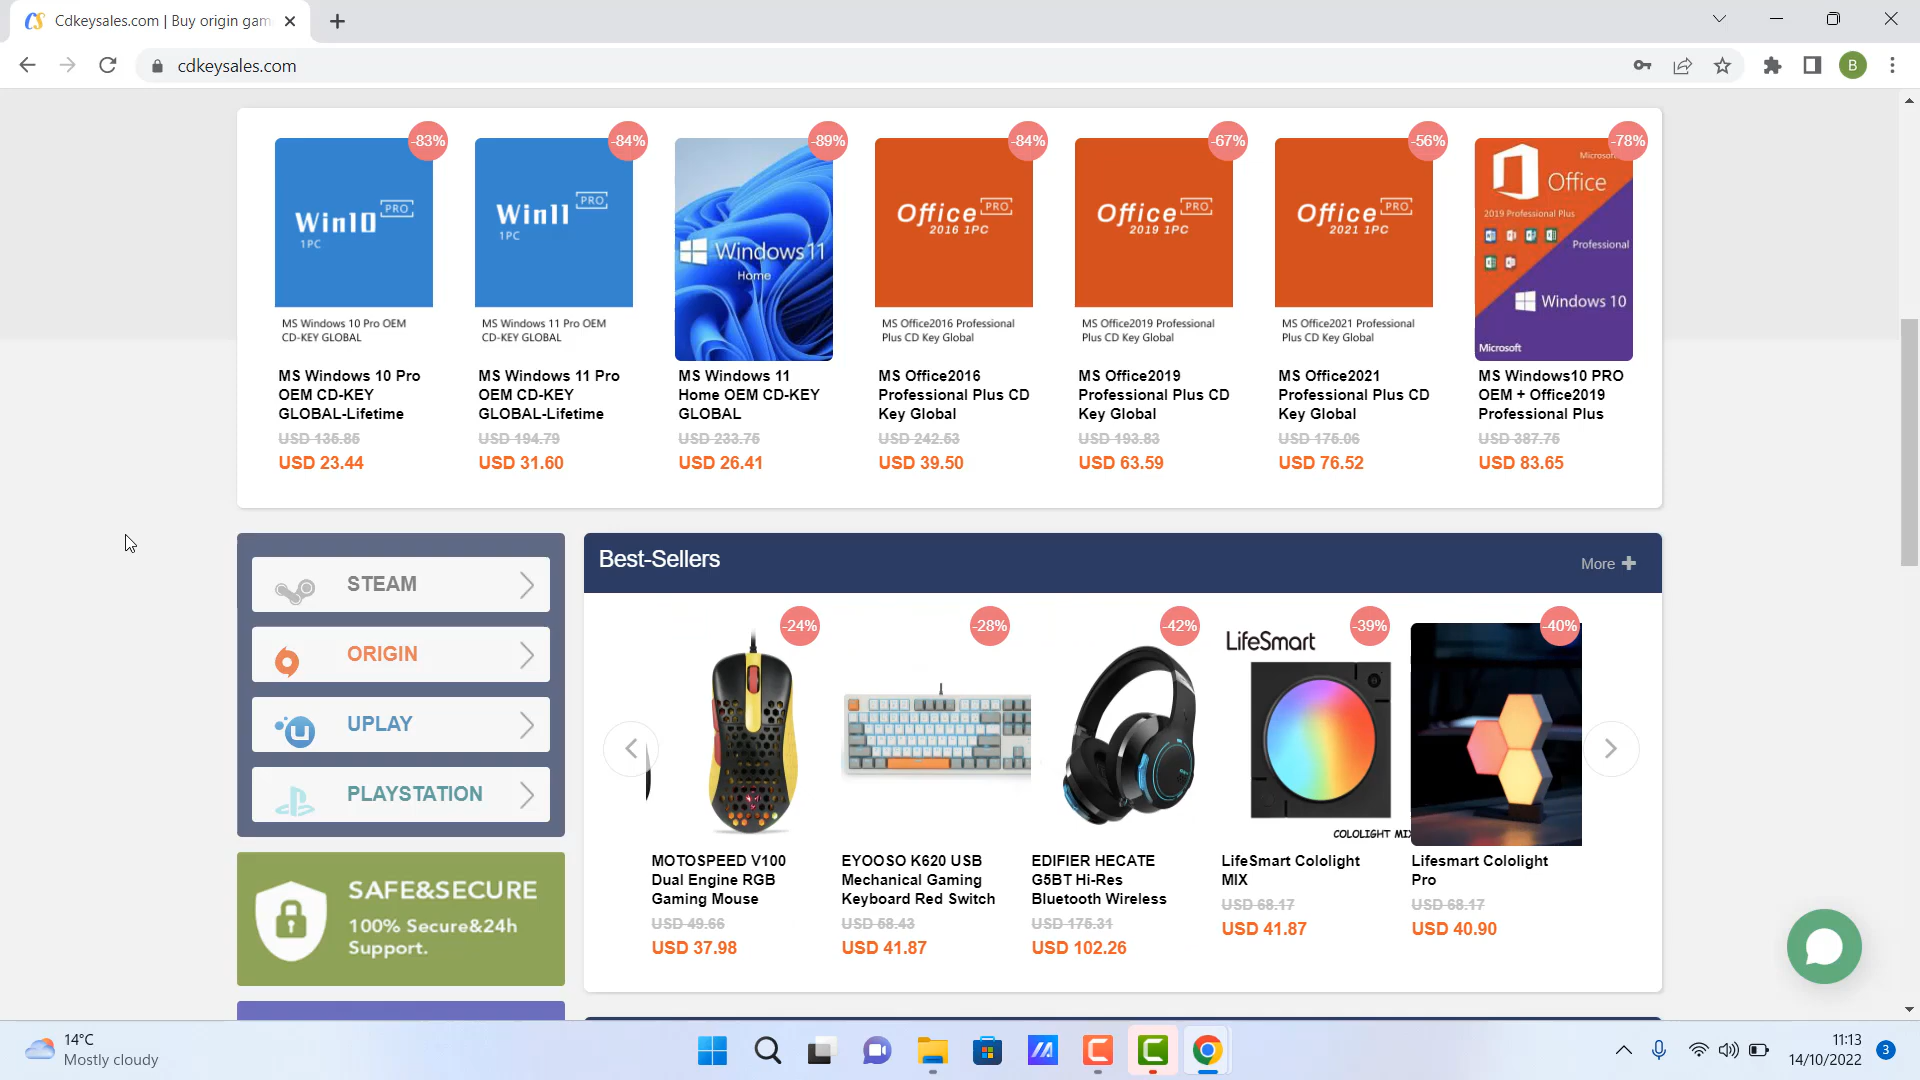 Cdkeysales.com | Buy origin gam
cdkeysales.com
B
-83%
-84%
-89%
-84%
-67%
-56%
-78%
Win10 PRO
1PC
MS Windows 10 Pro OEM
CD-KEY GLOBAL
Win11 PRO
1PC
MS Windows 11 Pro OEM
CD-KEY GLOBAL
Windows 11
Home
Office PRO
2016 1PC
MS Office2016 Professional
Plus CD Key Global
Office PRO
2019 1PC
MS Office2019 Professional
Plus CD Key Global
Office PRO
2021 1PC
MS Office2021 Professional
Plus CD Key Global
Microsoft
Office
2019 Professional Plus
Professional
Windows 10
Microsoft
MS Windows 10 Pro
OEM CD-KEY
GLOBAL-Lifetime
USD 135.85
USD 23.44
MS Windows 11 Pro
OEM CD-KEY
GLOBAL-Lifetime
USD 194.79
USD 31.60
MS Windows 11
Home OEM CD-KEY
GLOBAL
USD 233.75
USD 26.41
MS Office2016
Professional Plus CD
Key Global
USD 242.53
USD 39.50
MS Office2019
Professional Plus CD
Key Global
USD 193.83
USD 63.59
MS Office2021
Professional Plus CD
Key Global
USD 175.06
USD 76.52
MS Windows10 PRO
OEM + Office2019
Professional Plus
USD 387.75
USD 83.65
STEAM
ORIGIN
UPLAY
PLAYSTATION
SAFE&SECURE
100% Secure&24h
Support.
Best-Sellers
More
-24%
-28%
-42%
-39%
-40%
LifeSmart
COLOLIGHT MIX
MOTOSPEED V100
Dual Engine RGB
Gaming Mouse
USD 49.66
USD 37.98
EYOOSO K620 USB
Mechanical Gaming
Keyboard Red Switch
USD 58.43
USD 41.87
EDIFIER HECATE
G5BT Hi-Res
Bluetooth Wireless
USD 175.31
USD 102.26
LifeSmart Cololight
MIX
USD 68.17
USD 41.87
Lifesmart Cololight
Pro
USD 68.17
USD 40.90
14°C
Mostly cloudy
11:13
14/10/2022
3